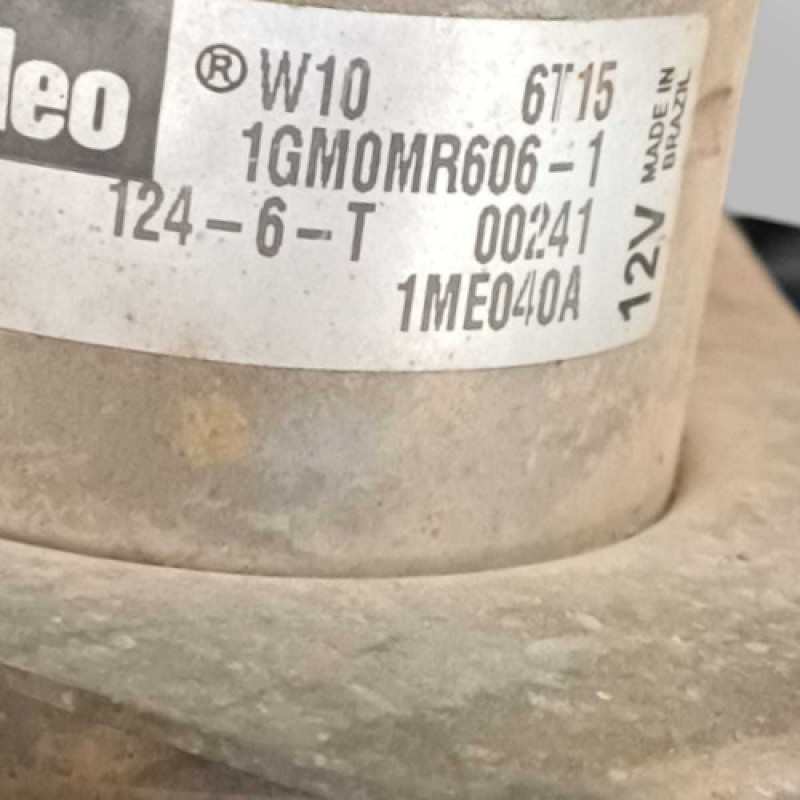 leo ® W10 6T15
1GM0MR606-1
124-6-T 00241
1ME040A
12V
MADE IN
BRAZIL